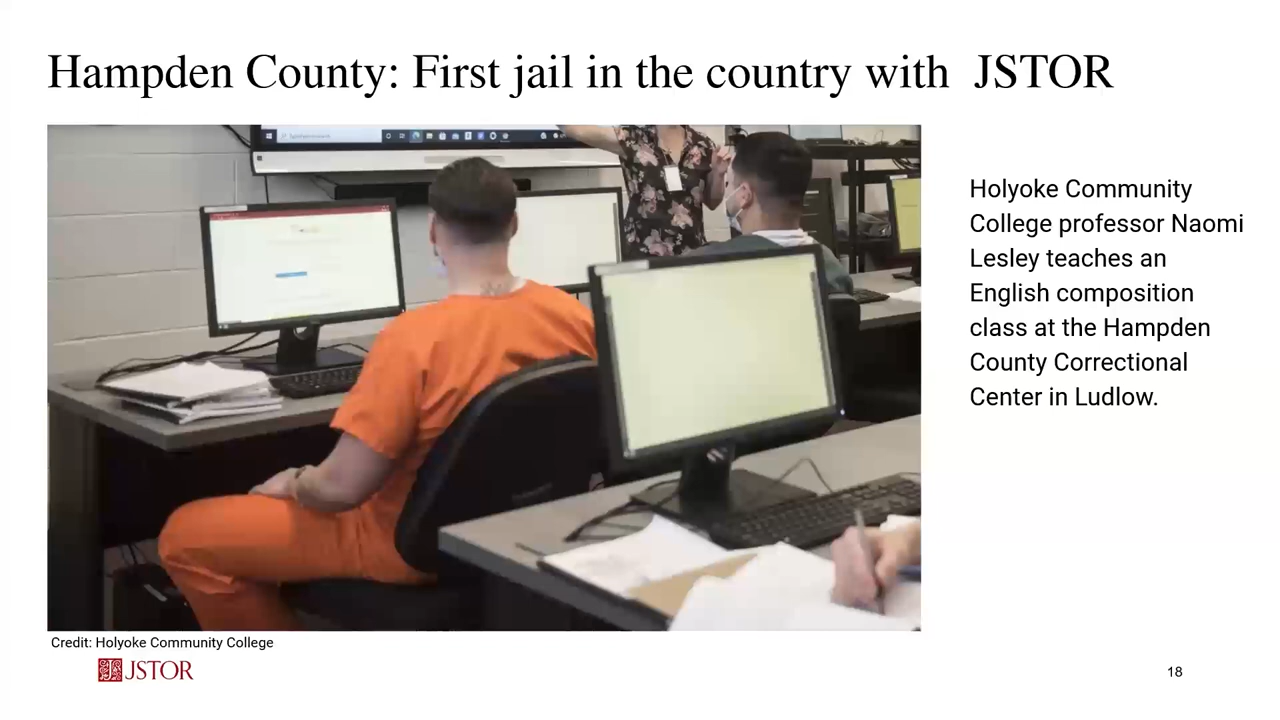 Hampden County: First jail in the country with JSTOR
Holyoke Community
College professor Naomi
Lesley teaches an
English composition
class at the Hampden
County Correctional
Center in Ludlow.
Credit: Holyoke Community College
JSTOR
18